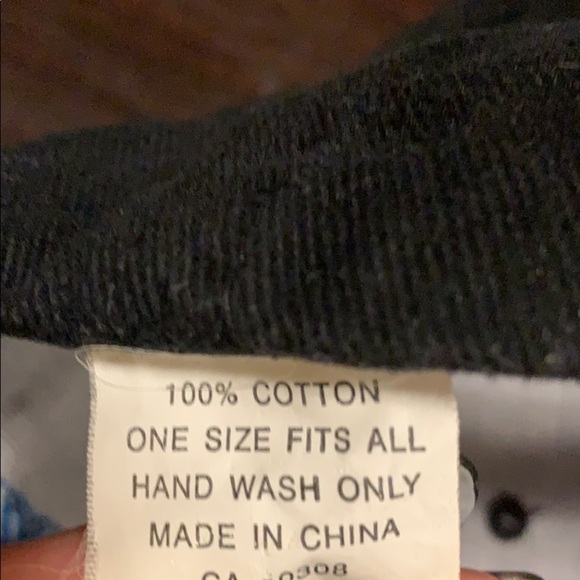 100% COTTON
ONE SIZE FITS ALL
HAND WASH ONLY
MADE IN CHINA